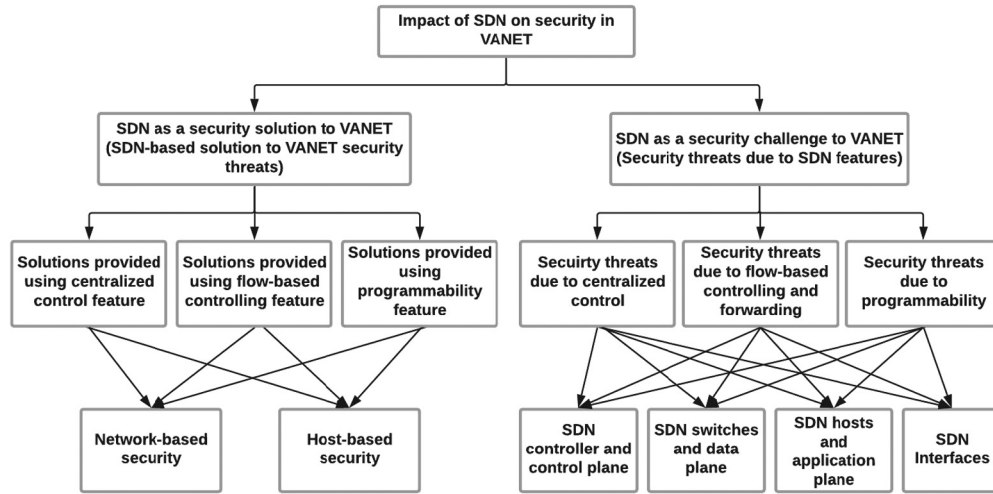 Impact of SDN on security in
VANET
SDN as a security solution to VANET
(SDN-based solution to VANET security
threats)
SDN as a security challenge to VANET
(Security threats due to SDN features)
Solutions provided
using centralized
control feature
Solutions provided
using flow-based
controlling feature
Solutions provided
using
programmability
feature
Secuirty threats
due to centralized
control
Security threats
due to flow-based
controlling and
forwarding
Security threats
due to
programmability
Network-based
security
Host-based
security
SDN
controller and
control plane
SDN switches
and data
plane
SDN hosts
and
application
plane
SDN
Interfaces